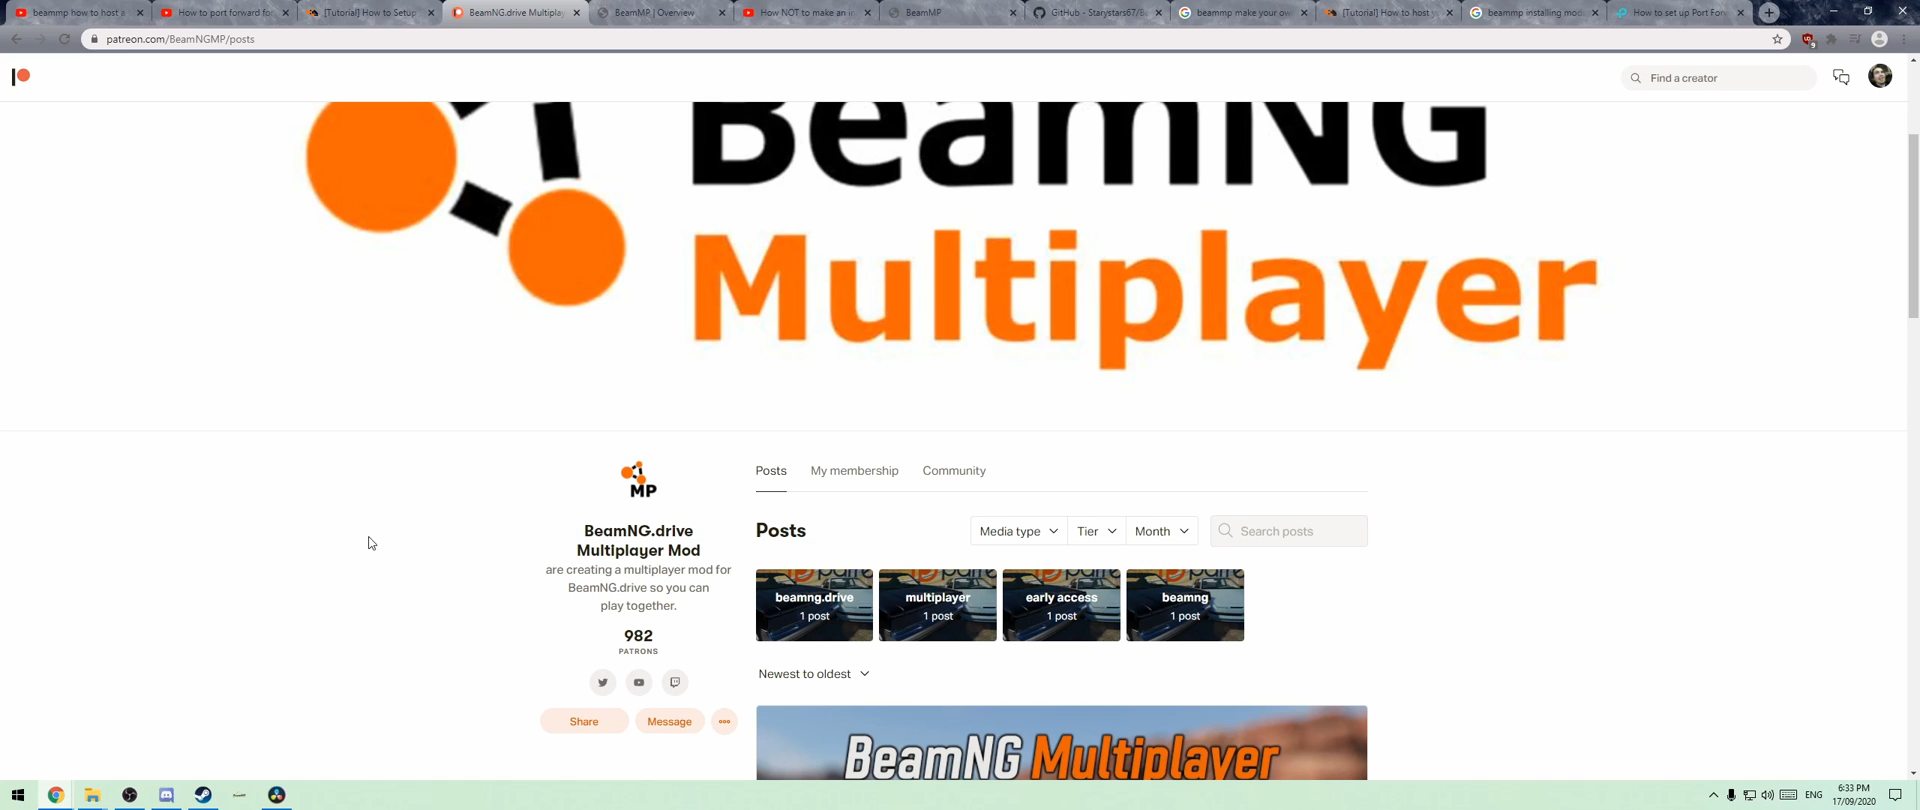 beammp how to host a
How to port forward fo
[Tutorial] How to Setup
BeamNG.drive Multiplay
BeamMP | Overview
How NOT to make an in
BeamMP
GitHub - Starystars67/Be
beammp make your ow
[Tutorial] How to host y
beammp installing mod
How to set up Port Forw
patreon.com/BeamNGMP/posts
9
Find a creator
BeamNG
Multiplayer
MP
BeamNG.drive
Multiplayer Mod
are creating a multiplayer mod for
BeamNG.drive so you can
play together.
982
PATRONS
Share
Message
Posts
My membership
Community
Posts
Media type
Tier
Month
Search posts
beamng.drive
1 post
multiplayer
1 post
early access
1 post
beamng
1 post
Newest to oldest
BeamNG Multiplayer
ENG
6:33 PM
17/09/2020